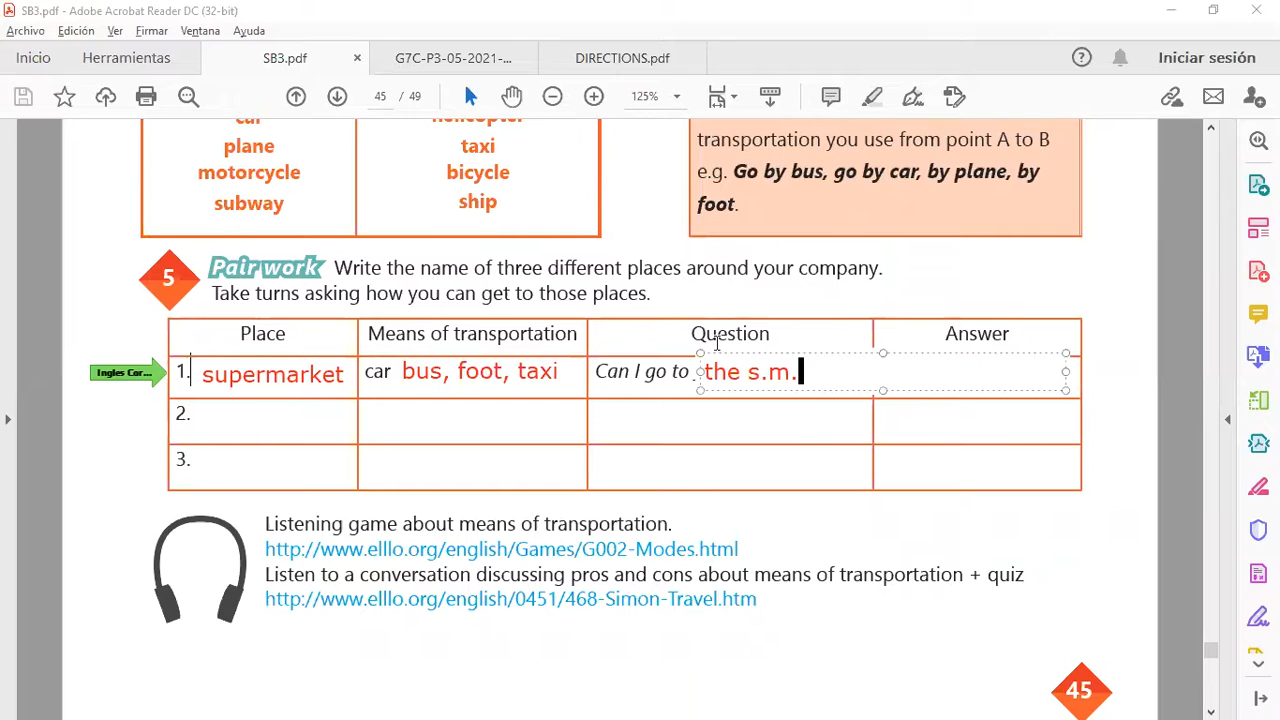 SB3.pdf - Adobe Acrobat Reader DC (32-bit)
Archivo Edición Ver Firmar Ventana Ayuda
Inicio Herramientas SB3.pdf × G7C-P3-05-2021-... DIRECTIONS.pdf Iniciar sesión
45 / 49 125%
car helicopter
plane taxi
motorcycle bicycle
subway ship
transportation you use from point A to B
e.g. Go by bus, go by car, by plane, by
foot.
5 Pair work Write the name of three different places around your company.
Take turns asking how you can get to those places.
Place Means of transportation Question Answer
Ingles Car... 1. supermarket car bus, foot, taxi Can I go to the s.m.
2.
3.
Listening game about means of transportation.
http://www.elllo.org/english/Games/G002-Modes.html
Listen to a conversation discussing pros and cons about means of transportation + quiz
http://www.elllo.org/english/0451/468-Simon-Travel.htm
45